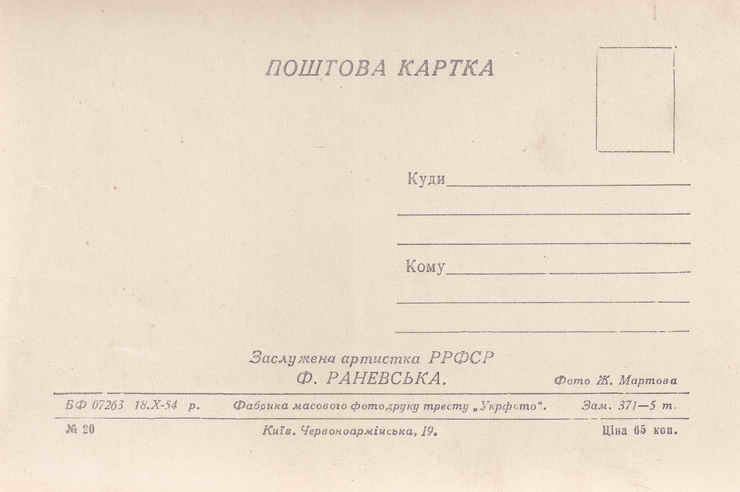 ПОШТОВА КАРТКА
Куди
Кому
Заслужена артистка РРФСР
Ф. РАНЕВСЬКА.
Фото Ж. Мартова
БФ 07263 18.X-54 р. Фабрика масового фотодруку тресту „Укрфото“. Зам. 371—5 т.
№ 20 Київ. Червоноармійська, 19. Ціна 65 коп.